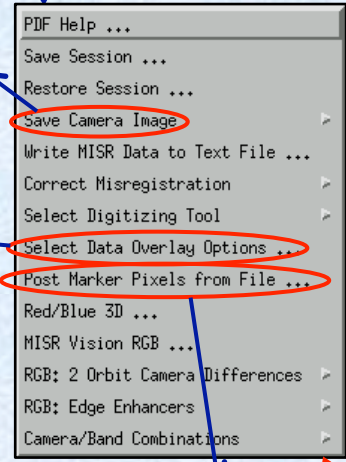 PDF Help ...
Save Session ...
Restore Session ...
Save Camera Image
Write MISR Data to Text File ...
Correct Misregistration
Select Digitizing Tool
Select Data Overlay Options ...
Post Marker Pixels from File ...
Red/Blue 3D ...
MISR Vision RGB ...
RGB: 2 Orbit Camera Differences
RGB: Edge Enhancers
Camera/Band Combinations